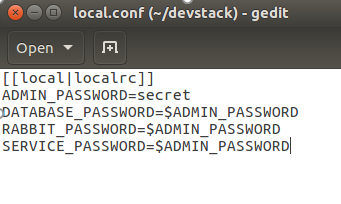 local.conf (~/devstack) - gedit
Open
[[local|localrc]]
ADMIN_PASSWORD=secret
DATABASE_PASSWORD=$ADMIN_PASSWORD
RABBIT_PASSWORD=$ADMIN_PASSWORD
SERVICE_PASSWORD=$ADMIN_PASSWORD